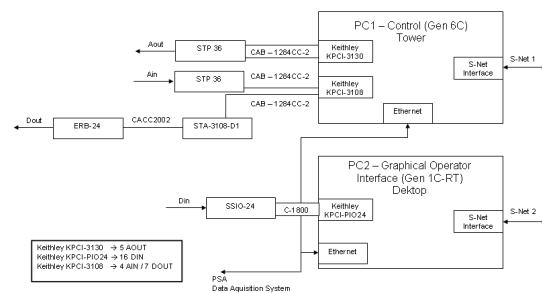 PC1 – Control (Gen 6C)
Tower
Aout
STP 36
CAB – 1284CC-2
Keithley
KPCI-3130
S-Net
Interface
S-Net 1
Ain
STP 36
CAB – 1284CC-2
Keithley
KPCI-3108
CAB – 1284CC-2
Ethernet
Dout
ERB-24
CACC2002
STA-3108-D1
PC2 – Graphical Operator
Interface (Gen 1C-RT)
Dektop
Din
SSIO-24
C-1800
Keithley
KPCI-PIO24
S-Net
Interface
S-Net 2
Ethernet
Keithley KPCI-3130 → 5 AOUT
Keithley KPCI-PIO24 → 16 DIN
Keithley KPCI-3108 → 4 AIN / 7 DOUT
PSA
Data Aquisition System